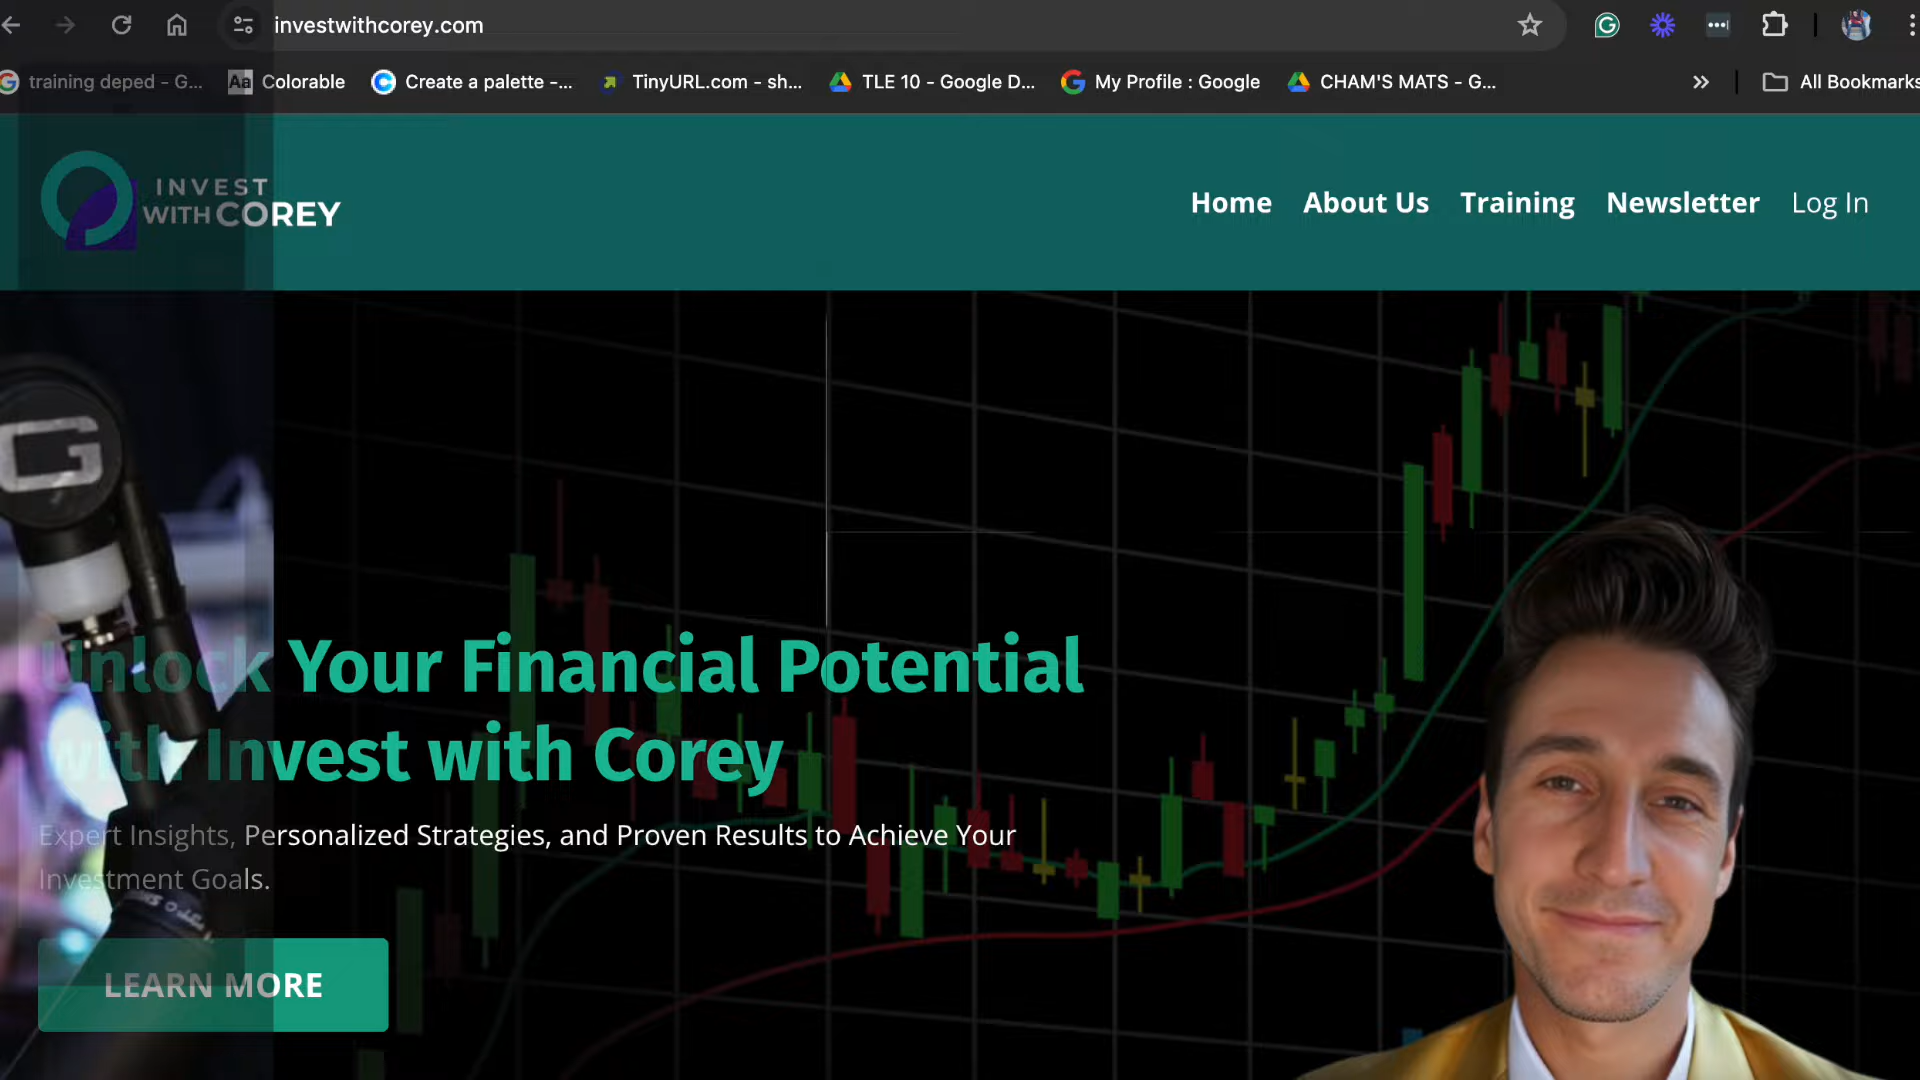 investwithcorey.com
training deped - G...
Aa Colorable
Create a palette -...
TinyURL.com - sh...
TLE 10 - Google D...
My Profile : Google
CHAM'S MATS - G...
All Bookmarks
INVEST
WITH COREY
Home
About Us
Training
Newsletter
Log In
G
Unlock Your Financial Potential
with Invest with Corey
Expert Insights, Personalized Strategies, and Proven Results to Achieve Your
Investment Goals.
LEARN MORE